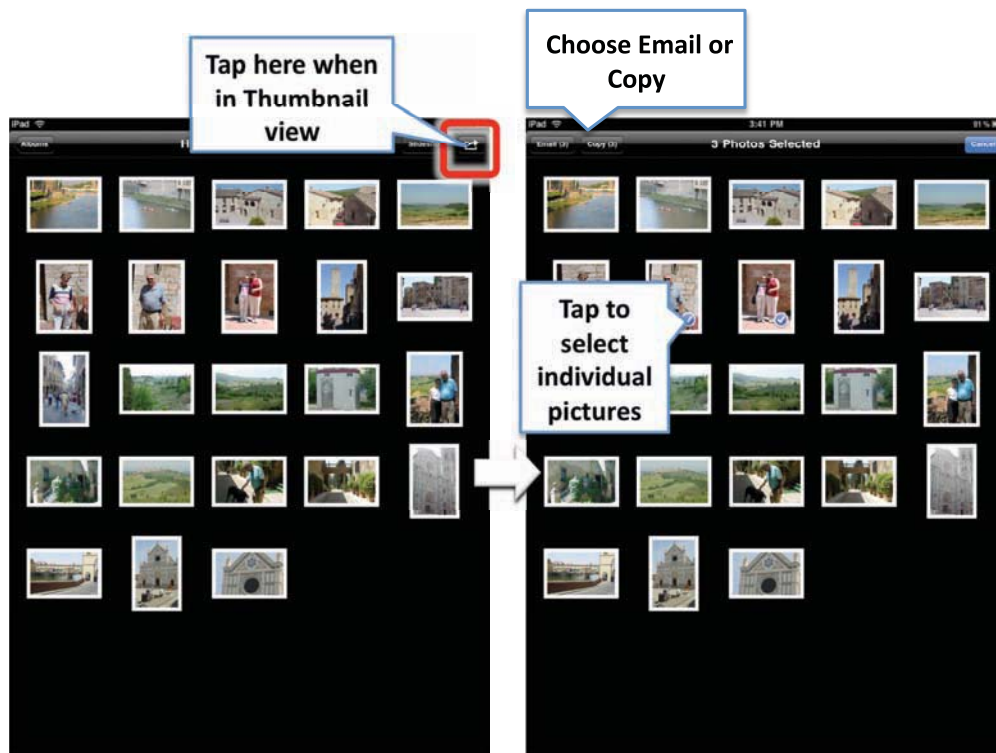 Tap here when
in Thumbnail
view
Choose Email or
Copy
iPad
Albums
H
iPad
3:41 PM
91%
Email (3)
Copy (3)
3 Photos Selected
Cancel
Tap to
select
individual
pictures